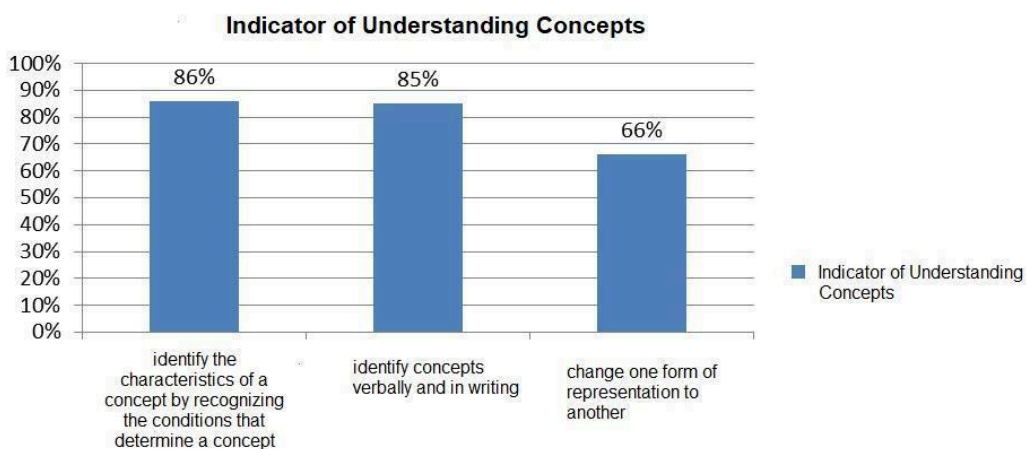 Indicator of Understanding Concepts
100%
90%
80%
70%
60%
50%
40%
30%
20%
10%
0%
86%
85%
66%
identify the
characteristics of a
concept by recognizing
the conditions that
determine a concept
identify concepts
verbally and in writing
change one form of
representation to
another
Indicator of Understanding
Concepts